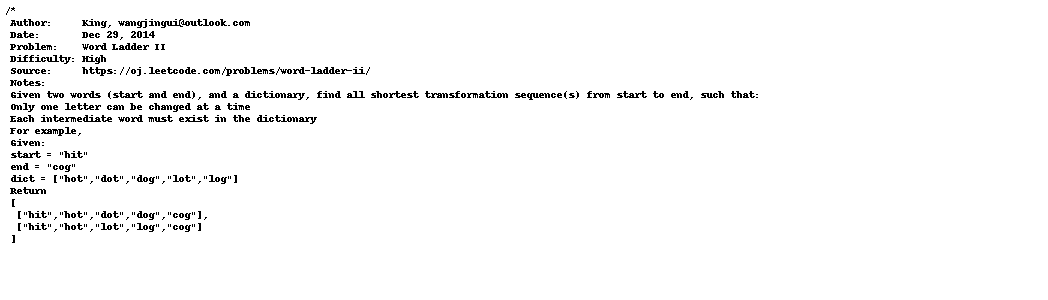 /*
Author: King, wangjingui@outlook.com
Date: Dec 29, 2014
Problem: Word Ladder II
Difficulty: High
Source: https://oj.leetcode.com/problems/word-ladder-ii/
Notes:
Given two words (start and end), and a dictionary, find all shortest transformation sequence(s) from start to end, such that:
Only one letter can be changed at a time
Each intermediate word must exist in the dictionary
For example,
Given:
start = "hit"
end = "cog"
dict = ["hot","dot","dog","lot","log"]
Return
[
["hit","hot","dot","dog","cog"],
["hit","hot","lot","log","cog"]
]